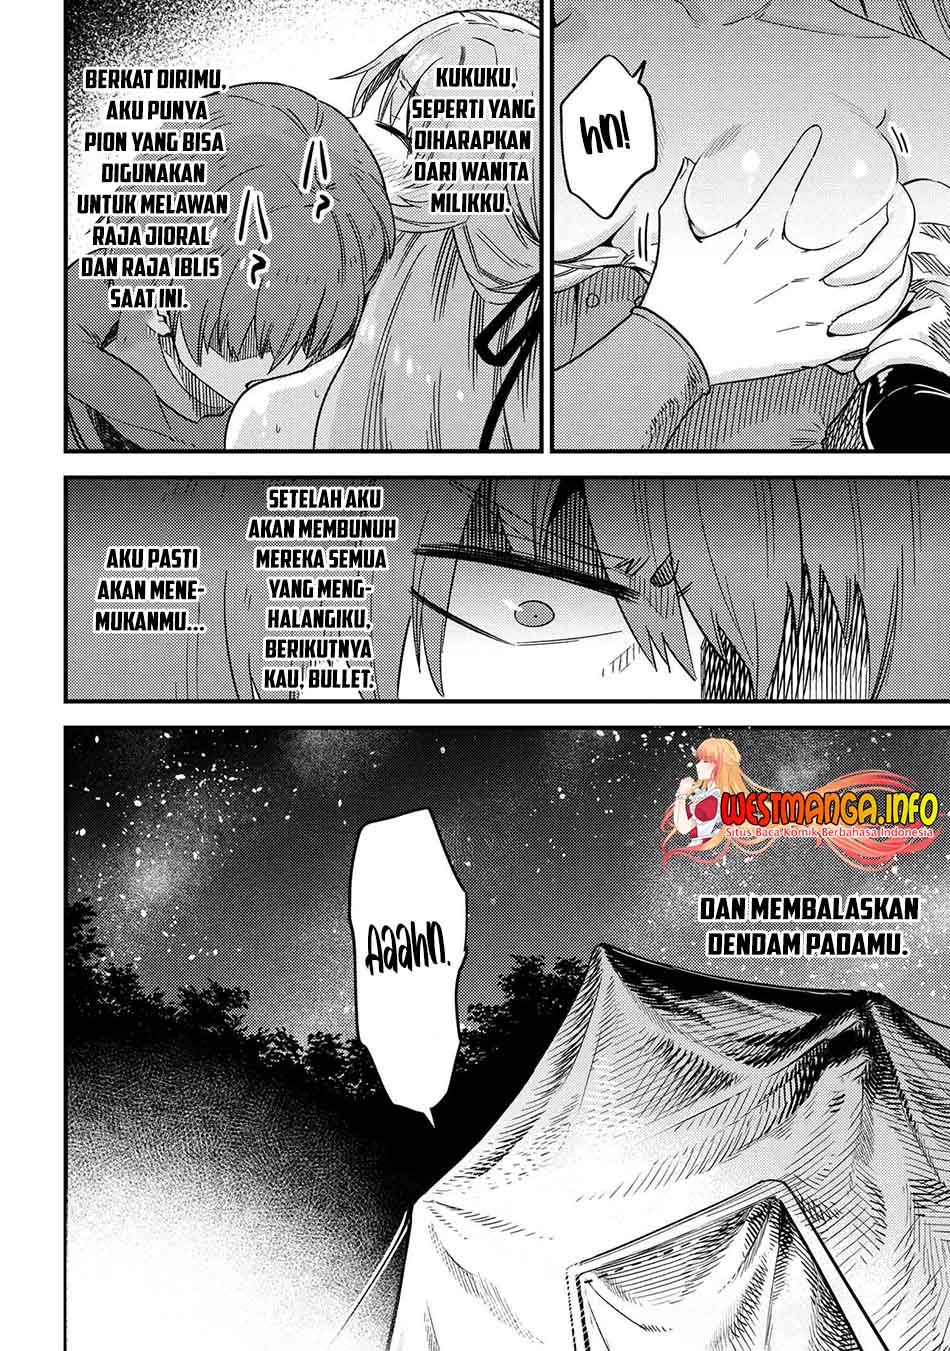 hn!
KUKUKU,
SEPERTI YANG
DIHARAPKAN
DARI WANITA
MILIKKU.
BERKAT DIRIMU,
AKU PUNYA
PION YANG BISA
DIGUNAKAN
UNTUK MELAWAN
RAJA JIORAL
DAN RAJA IBLIS
SAAT INI.
SETELAH AKU
AKAN MEMBUNUH
MEREKA SEMUA
YANG MENG-
HALANGIKU,
BERIKUTNYA
KAU, BULLET.
AKU PASTI
AKAN MENE-
MUKANMU...
WESTMANGA.INFO
Situs Baca Komik Berbahasa Indonesia
DAN MEMBALASKAN
DENDAM PADAMU.
Aaahn.